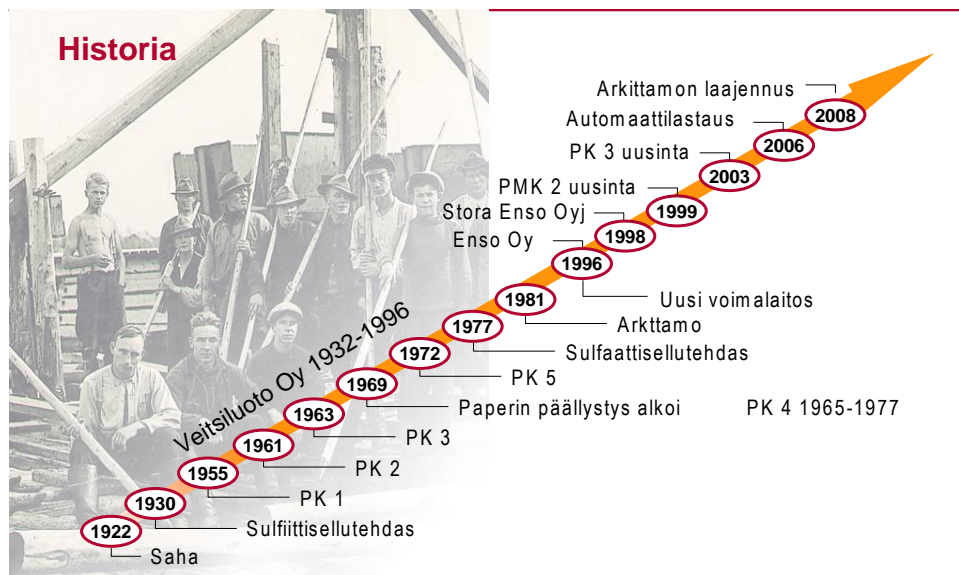 Historia
Arkittamon laajennus
2008
Automaattilastaus
2006
PK 3 uusinta
2003
PMK 2 uusinta
1999
Stora Enso Oyj
1998
Enso Oy
1996
Uusi voimalaitos
1981
Arkttamo
1977
Sulfaattisellutehdas
Veitsiluoto Oy 1932-1996
1972
PK 5
1969
Paperin päällystys alkoi
PK 4 1965-1977
1963
PK 3
1961
PK 2
1955
PK 1
1930
Sulfiittisellutehdas
1922
Saha